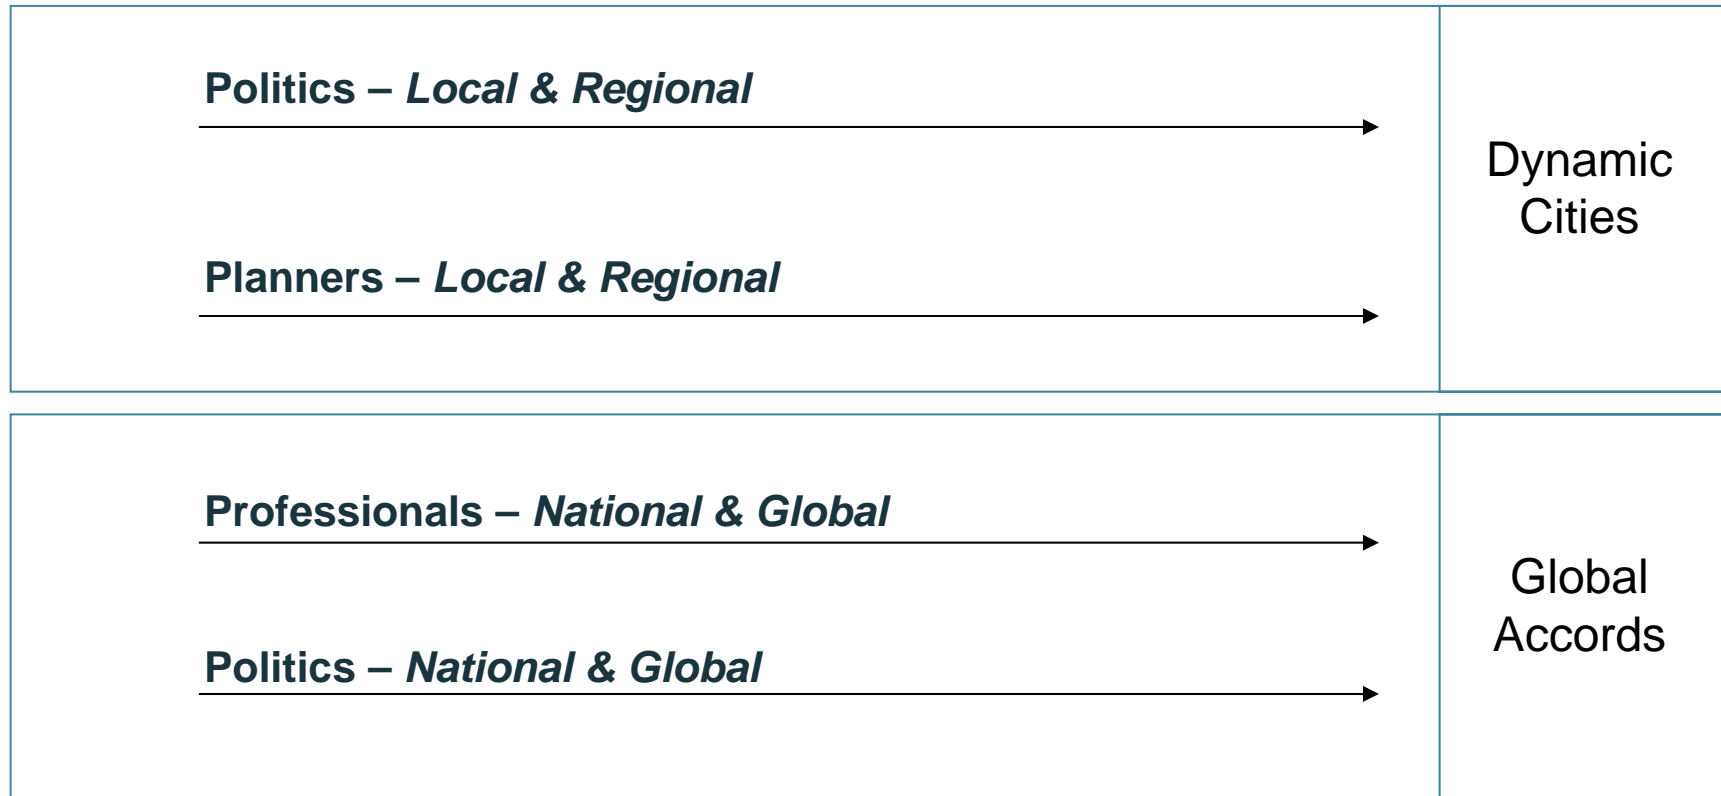 Politics – Local & Regional
Dynamic
Cities
Planners – Local & Regional
Professionals – National & Global
Global
Accords
Politics – National & Global